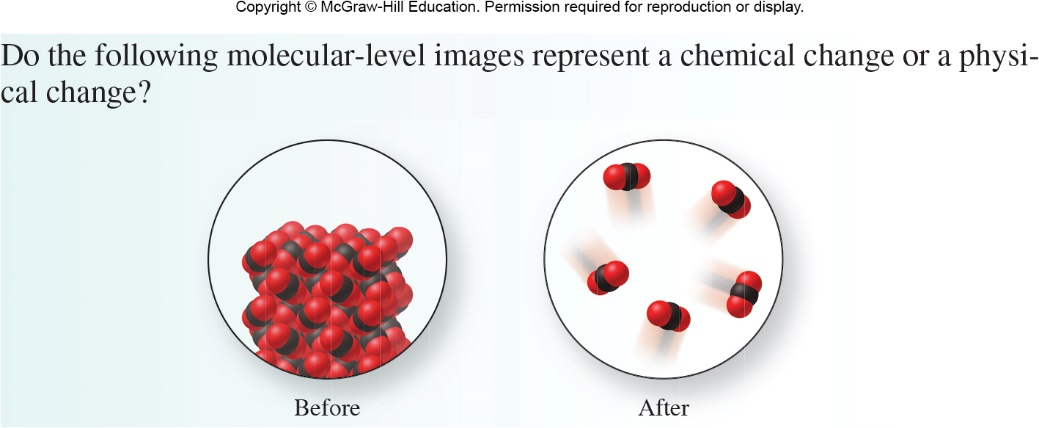 Copyright © McGraw-Hill Education. Permission required for reproduction or display.
Do the following molecular-level images represent a chemical change or a physi-
cal change?
Before
After